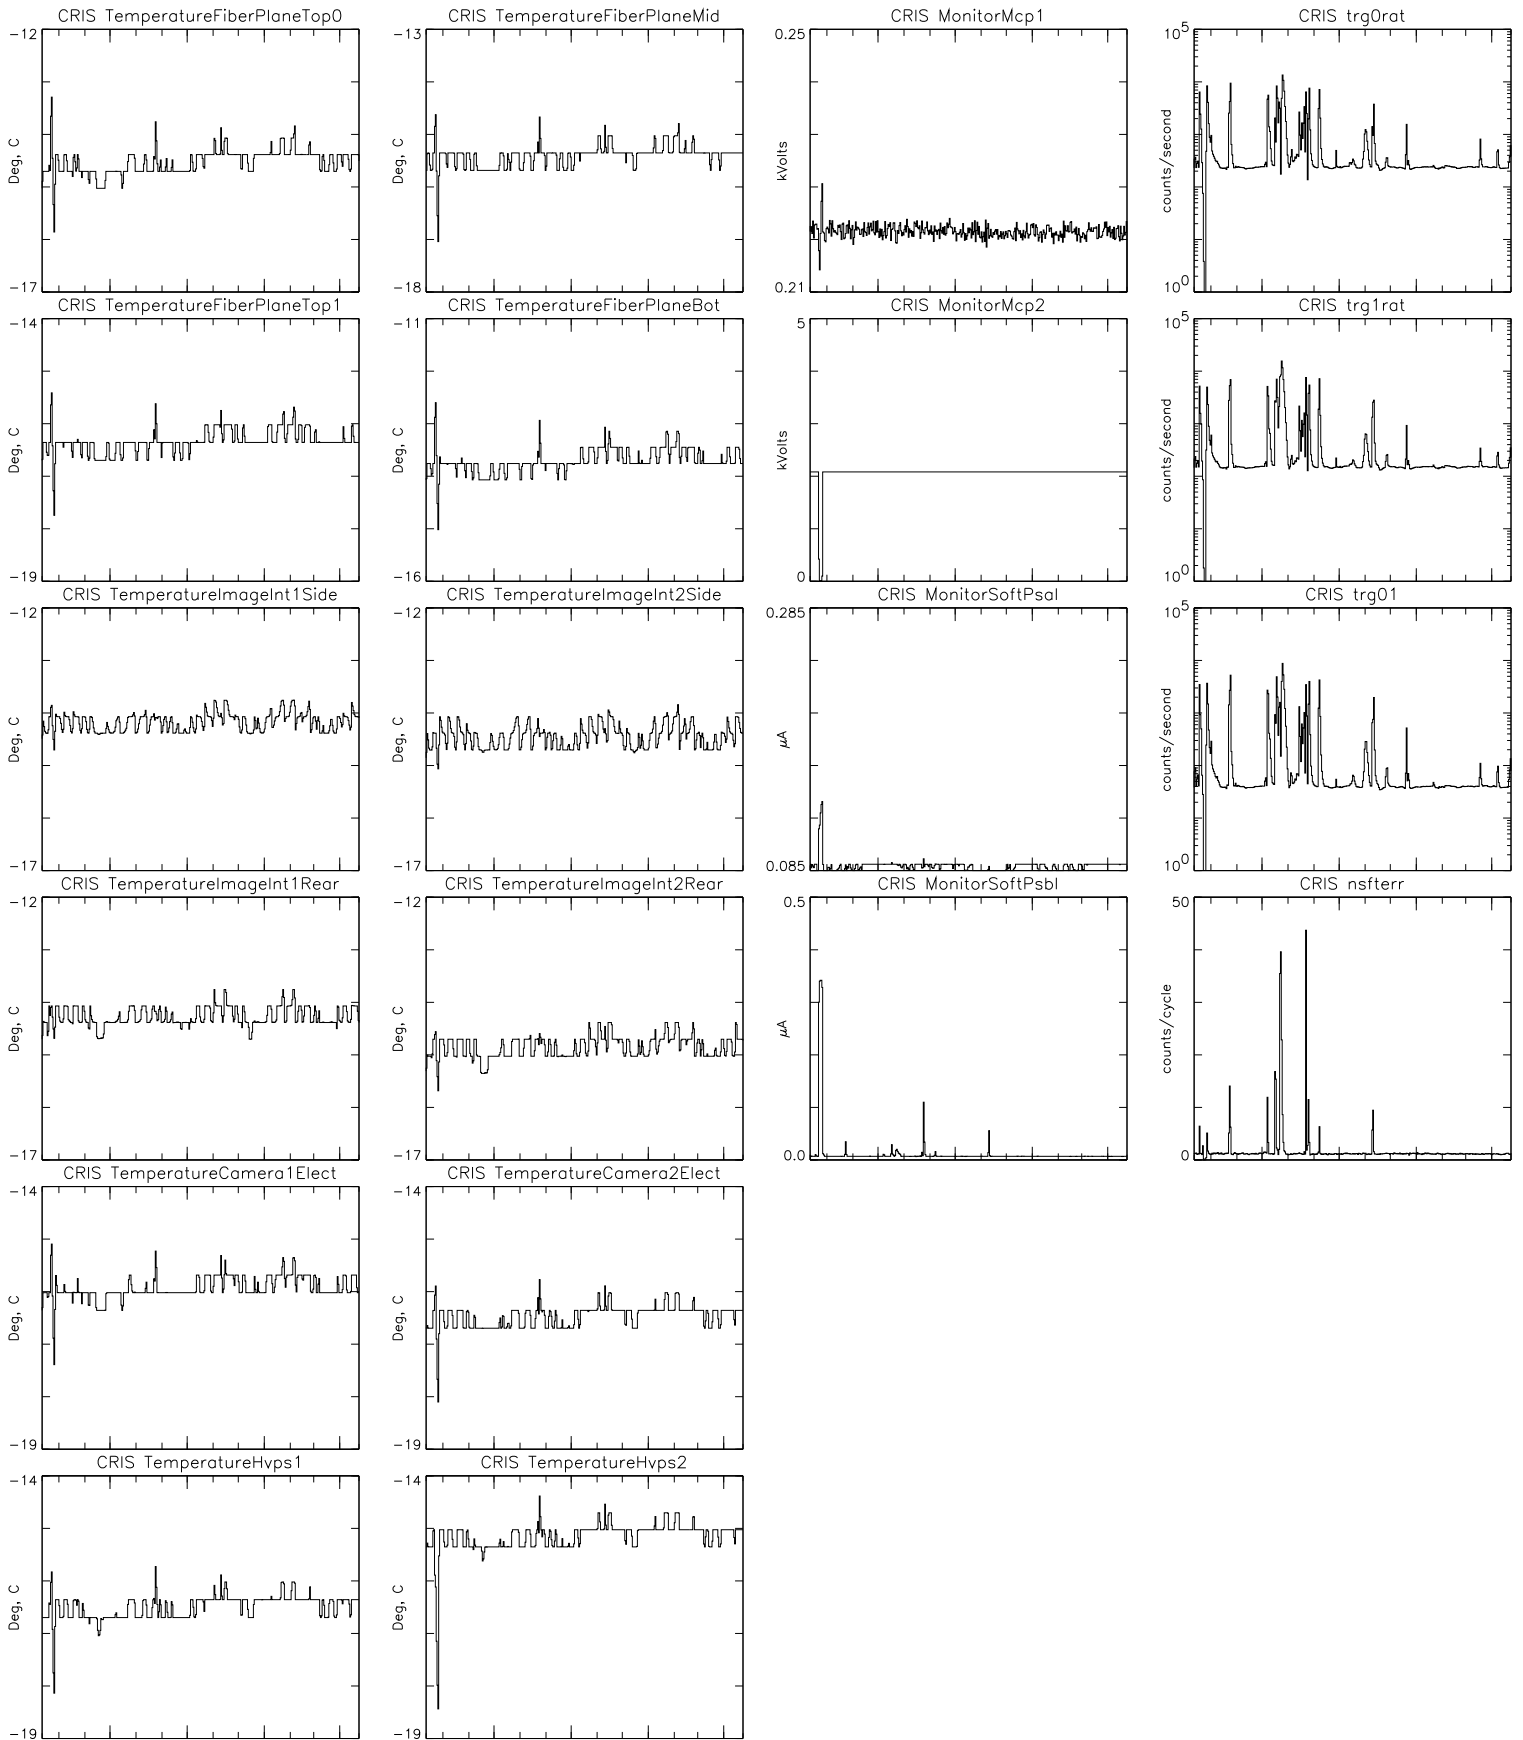 CRIS TemperatureFiberPlaneTop0
-12
Deg, C
-17
CRIS TemperatureFiberPlaneMid
-13
Deg, C
-18
CRIS MonitorMcp1
0.25
kVolts
0.21
CRIS trg0rat
10^5
counts/second
10^0
CRIS TemperatureFiberPlaneTop1
-14
Deg, C
-19
CRIS TemperatureFiberPlaneBot
-11
Deg, C
-16
CRIS MonitorMcp2
5
kVolts
0
CRIS trg1rat
10^5
counts/second
10^0
CRIS TemperatureImageInt1Side
-12
Deg, C
-17
CRIS TemperatureImageInt2Side
-12
Deg, C
-17
CRIS MonitorSoftPsaI
0.285
μA
0.085
CRIS trg01
10^5
counts/second
10^0
CRIS TemperatureImageInt1Rear
-12
Deg, C
-17
CRIS TemperatureImageInt2Rear
-12
Deg, C
-17
CRIS MonitorSoftPsbI
0.5
μA
0.0
CRIS nsfterr
50
counts/cycle
0
CRIS TemperatureCamera1Elect
-14
Deg, C
-19
CRIS TemperatureCamera2Elect
-14
Deg, C
-19
CRIS TemperatureHvps1
-14
Deg, C
-19
CRIS TemperatureHvps2
-14
Deg, C
-19